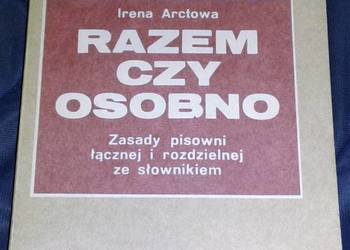 Irena Arctowa
RAZEM
CZY
OSOBNO
Zasady pisowni
łącznej i rozdzielnej
ze słownikiem